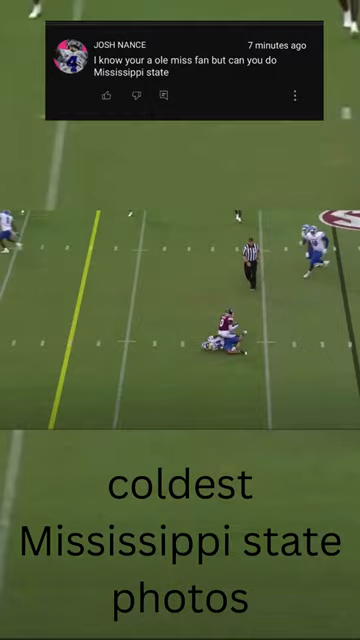 JOSH NANCE
7 minutes ago
I know your a ole miss fan but can you do
Mississippi state
coldest
Mississippi state
photos